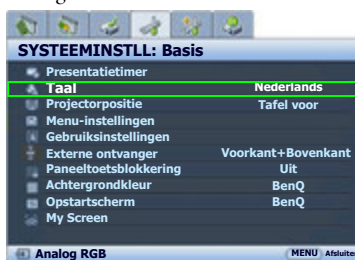 SYSTEEMINSTLL: Basis
Presentatietimer
Taal Nederlands
Projectorpositie Tafel voor
Menu-instellingen
Gebruiksinstellingen
Externe ontvanger Voorkant+Bovenkant
Paneeltoetsblokkering Uit
Achtergrondkleur BenQ
Opstartscherm BenQ
My Screen
Analog RGB MENU Afsluiten